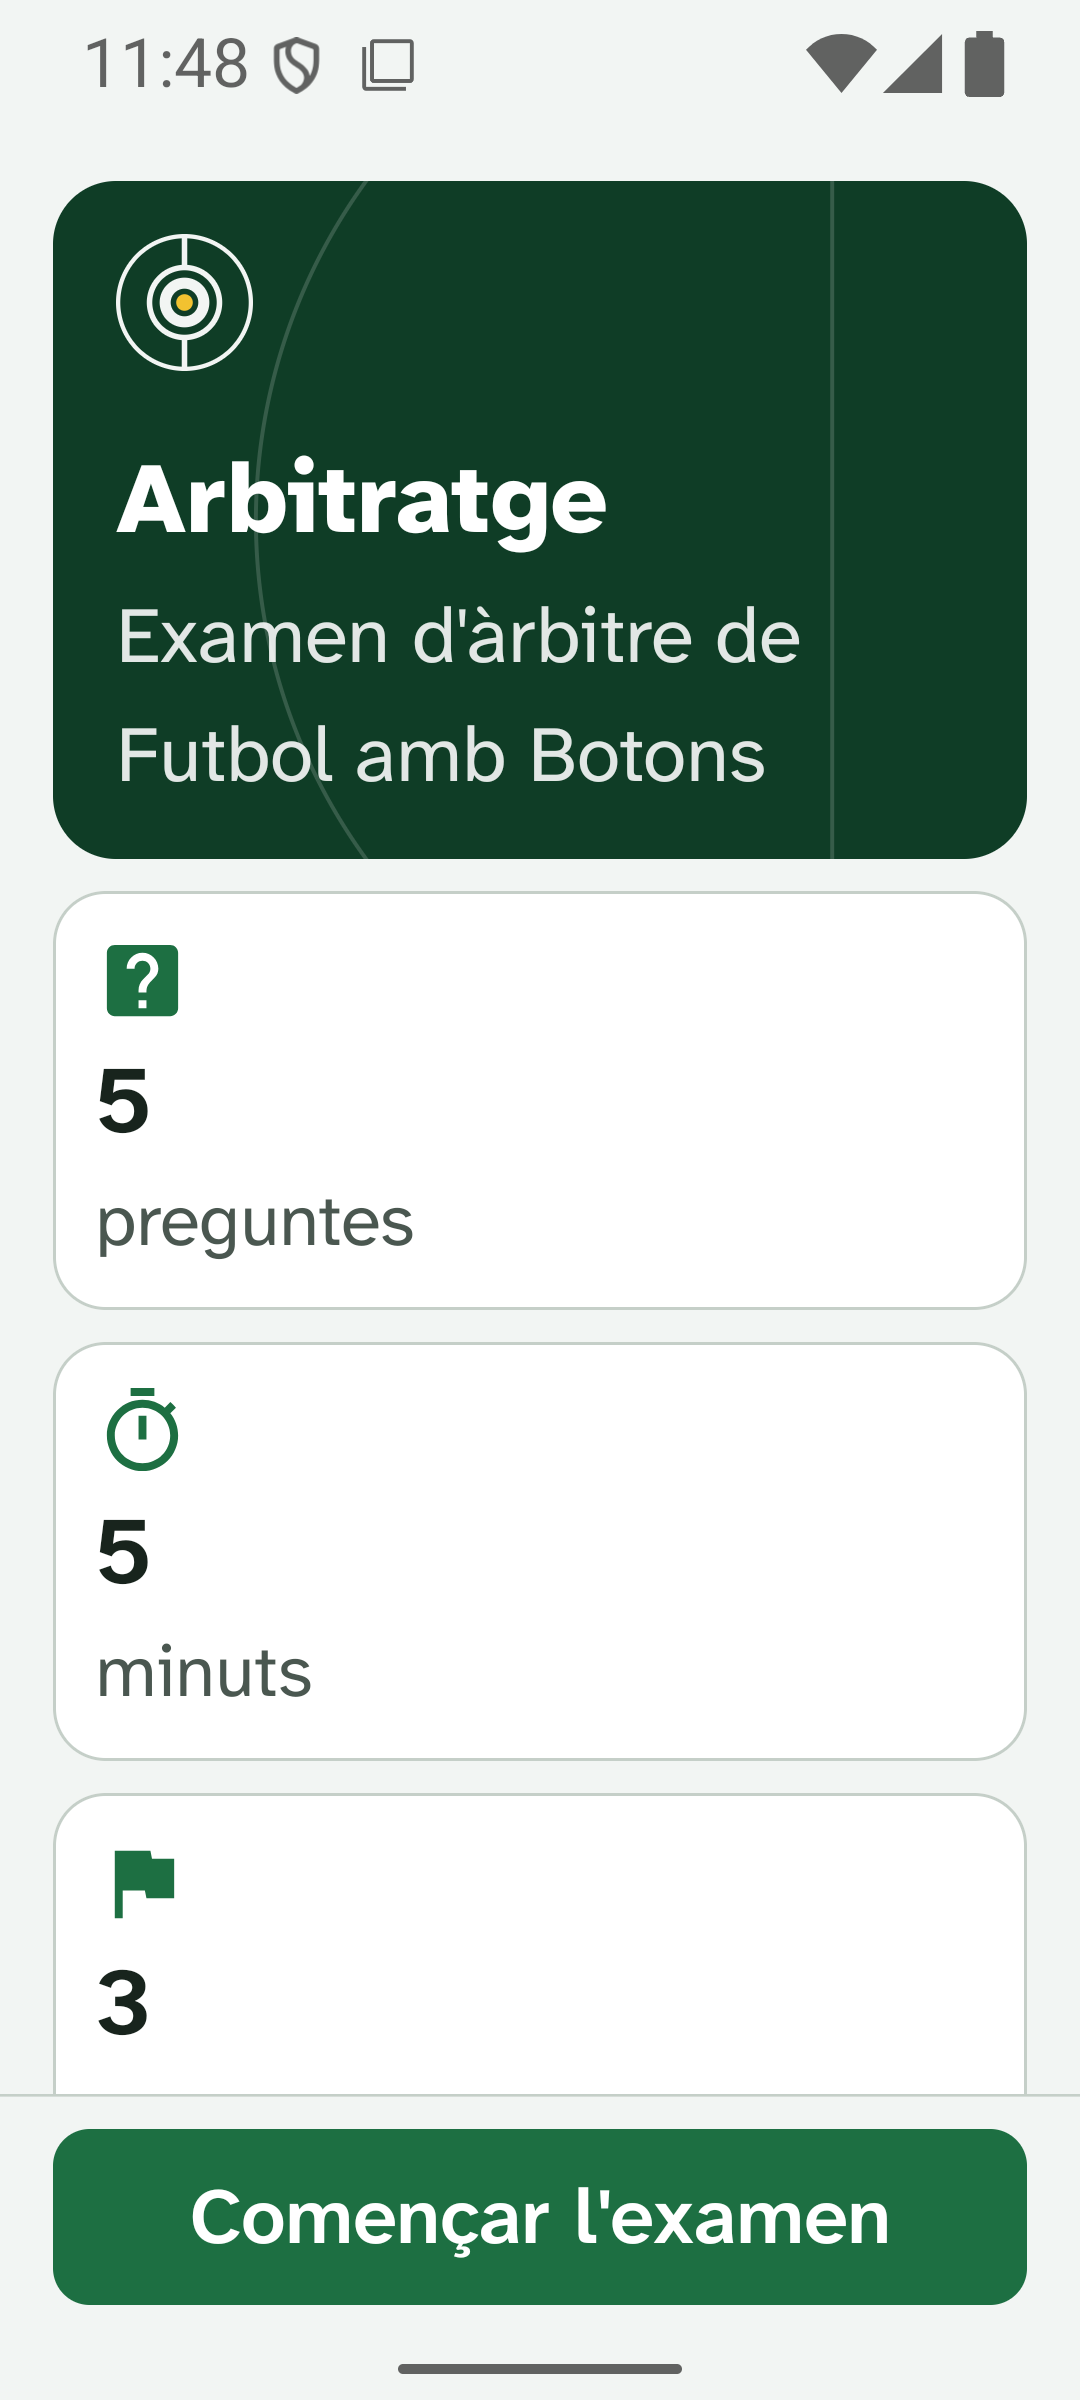 11:48
Arbitratge
Examen d'àrbitre de
Futbol amb Botons
?
5
preguntes
5
minuts
3
Començar l'examen